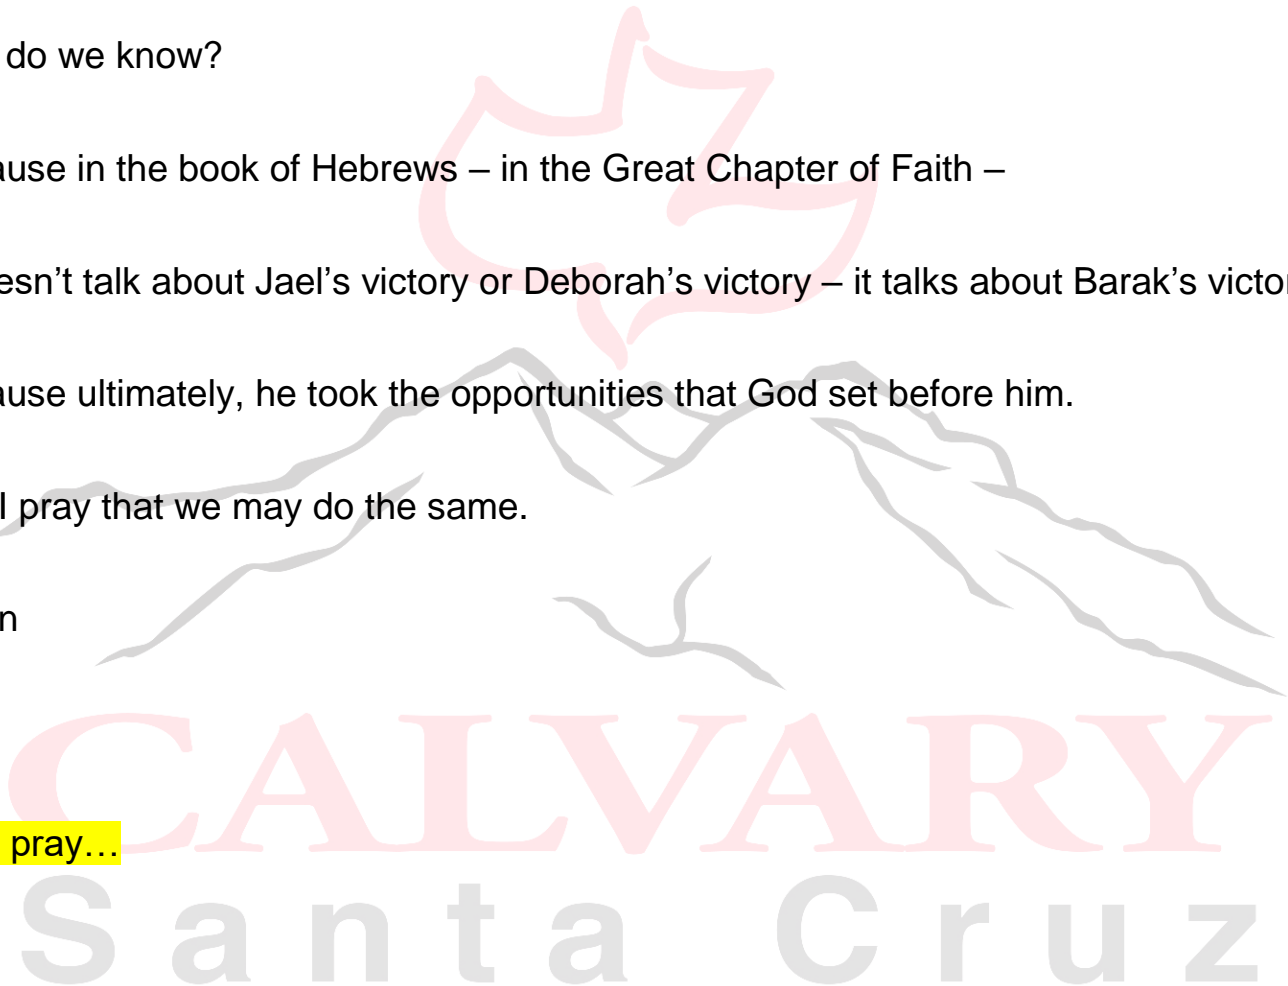 do we know?
ause in the book of Hebrews – in the Great Chapter of Faith –
esn’t talk about Jael’s victory or Deborah’s victory – it talks about Barak’s victo
ause ultimately, he took the opportunities that God set before him.
I pray that we may do the same.
n
pray…
CALVARY
Santa Cruz